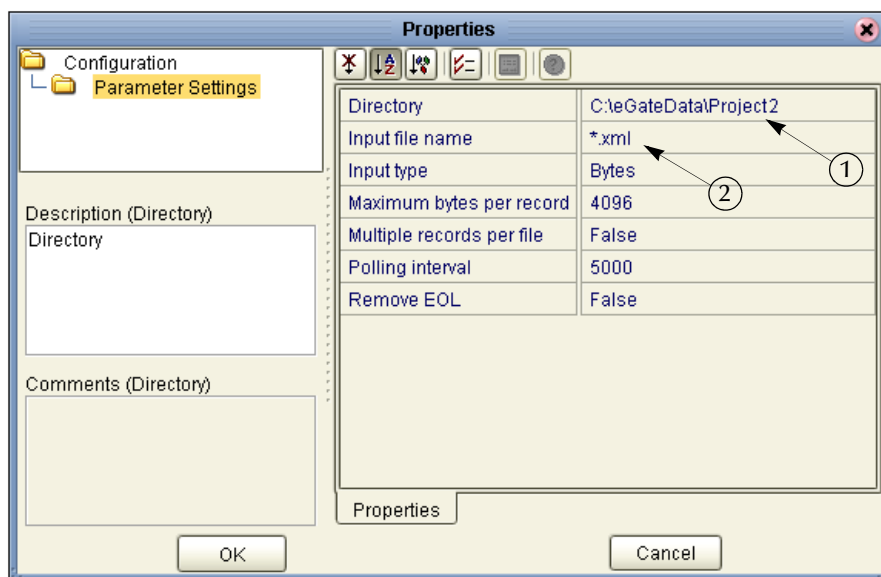 Properties
Configuration
Parameter Settings
Description (Directory)
Directory
Comments (Directory)
Directory C:\eGateData\Project2
Input file name *.xml
Input type Bytes
Maximum bytes per record 4096
Multiple records per file False
Polling interval 5000
Remove EOL False
1
2
Properties
OK
Cancel